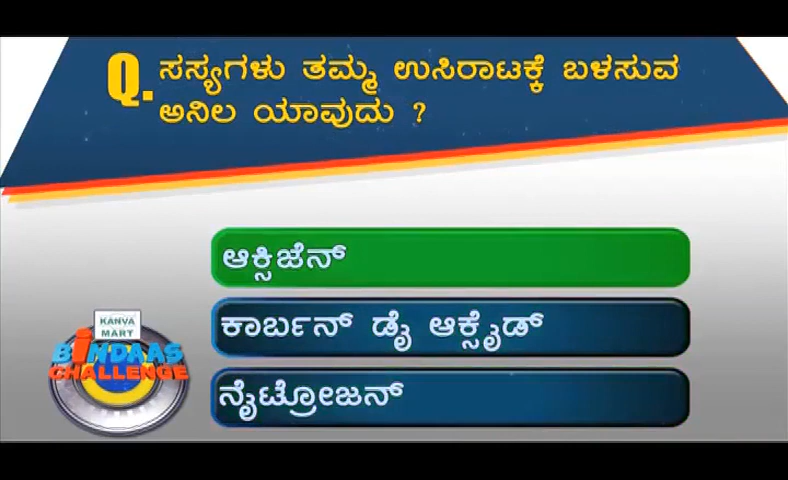 Q. ಸಸ್ಯಗಳು ತಮ್ಮ ಉಸಿರಾಟಕ್ಕೆ ಬಳಸುವ
ಅನಿಲ ಯಾವುದು ?
ಆಕ್ಸಿಜೆನ್
ಕಾರ್ಬನ್ ಡೈ ಆಕ್ಸೈಡ್
ನೈಟ್ರೋಜನ್
KANVA
MART
BINDAAS
CHALLENGE